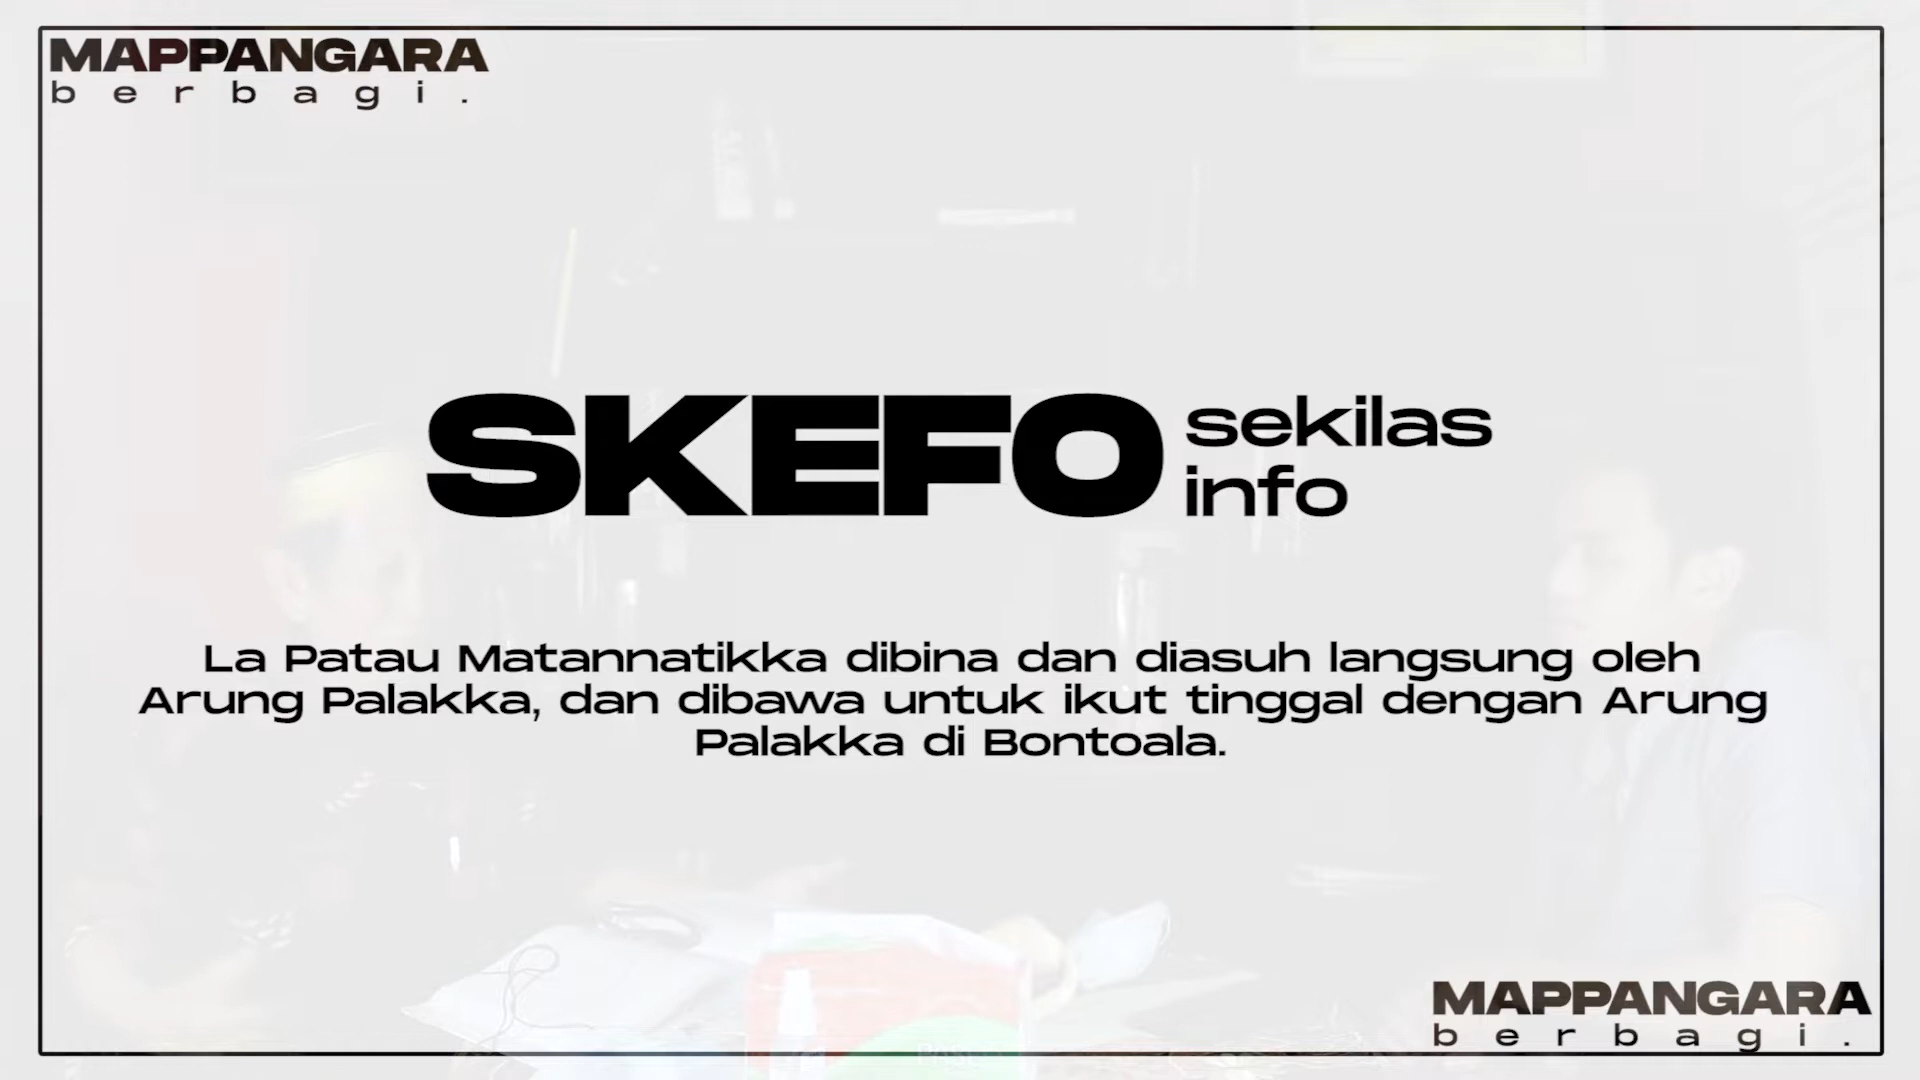 MAPPANGARA
berbagi.
SKEFO
sekilas
info
La Patau Matannatikka dibina dan diasuh langsung oleh
Arung Palakka, dan dibawa untuk ikut tinggal dengan Arung
Palakka di Bontoala.
MAPPANGARA
berbagi.